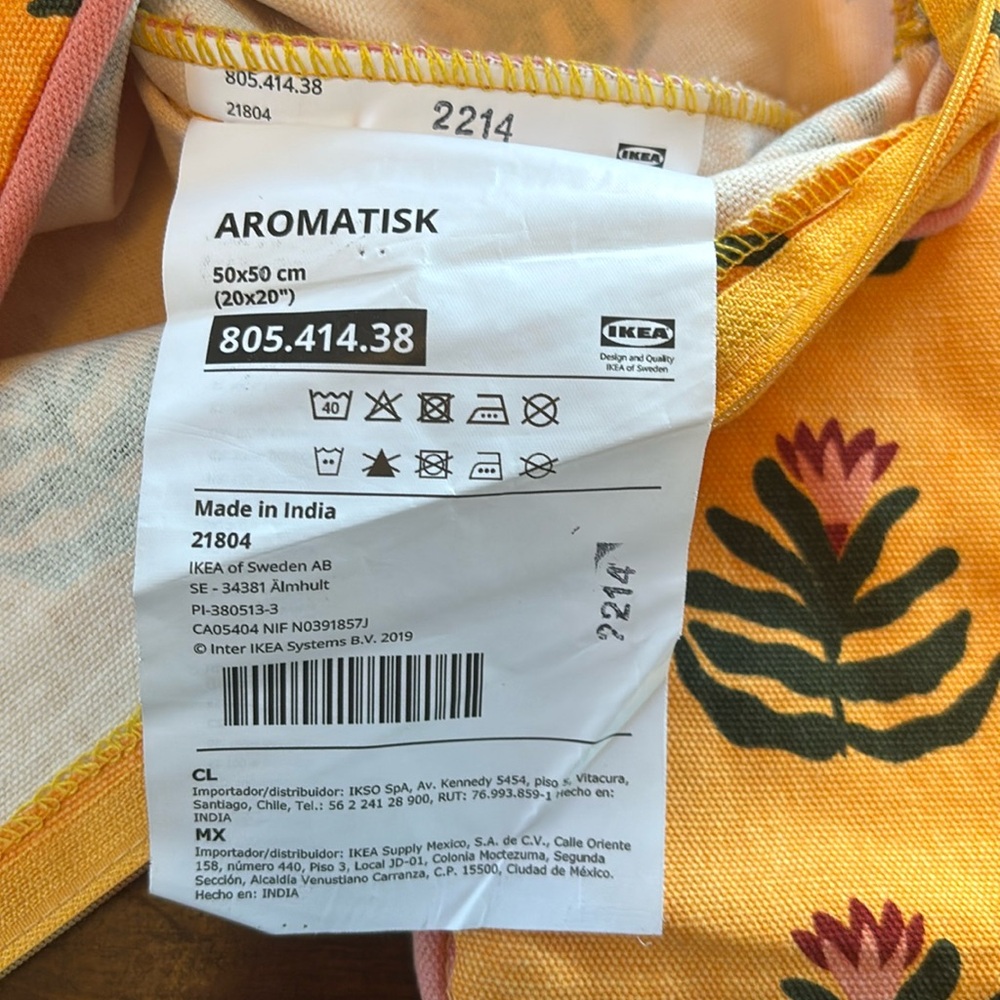 805.414.38
21804
2214
IKEA
AROMATISK
50x50 cm
(20x20")
805.414.38
IKEA
Design and Quality
IKEA of Sweden
40
Made in India
21804
IKEA of Sweden AB
SE - 34381 Älmhult
PI-380513-3
CA05404 NIF N0391857J
© Inter IKEA Systems B.V. 2019
2214
CL
Importador/distribuidor: IKSO SpA, Av. Kennedy 5454, piso Vitacura,
Santiago, Chile, Tel.: 56 2 241 28 900, RUT: 76.993.859-1 Hecho en:
INDIA
MX
Importador/distribuidor: IKEA Supply Mexico, S.A. de C.V., Calle Oriente
158, número 440, Piso 3, Local JD-01, Colonia Moctezuma, Segunda
Sección, Alcaldía Venustiano Carranza, C.P. 15500, Ciudad de México.
Hecho en: INDIA